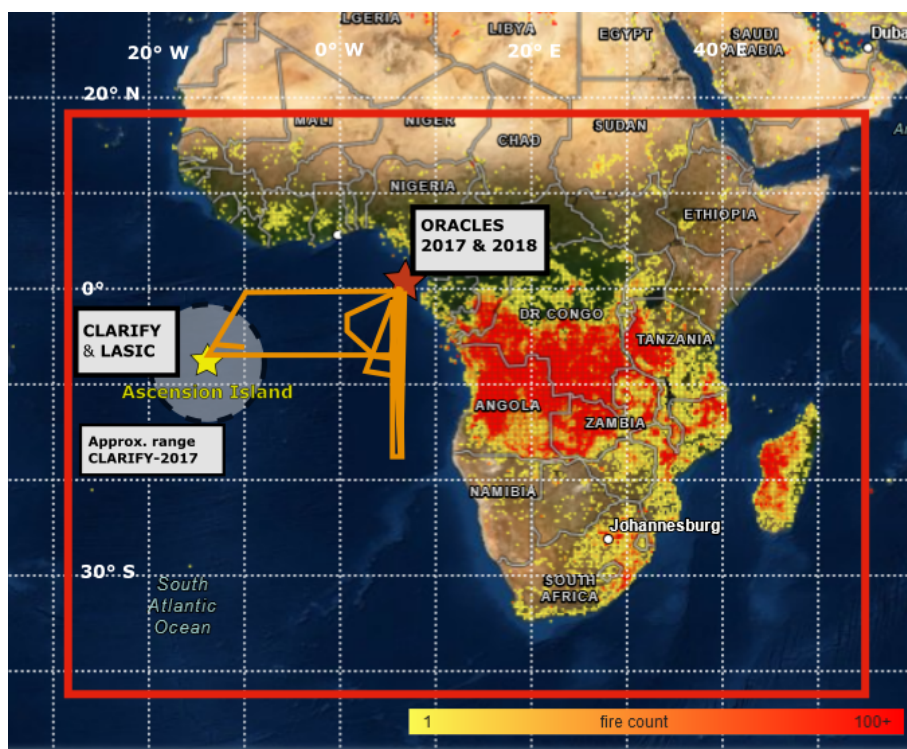 LGERIA
LIBYA
EGYPT
SAUDI
ARABIA
Duba
20° W
0° W
20° E
40° E
20° N
MALI
NIGER
CHAD
SUDAN
NIGERIA
ETHIOPIA
ORACLES
2017 & 2018
0°
DR CONGO
TANZANIA
CLARIFY
& LASIC
Ascension Island
ANGOLA
ZAMBIA
Approx. range
CLARIFY-2017
NAMIBIA
Johannesburg
30° S
South
Atlantic
Ocean
SOUTH
AFRICA
1 fire count 100+